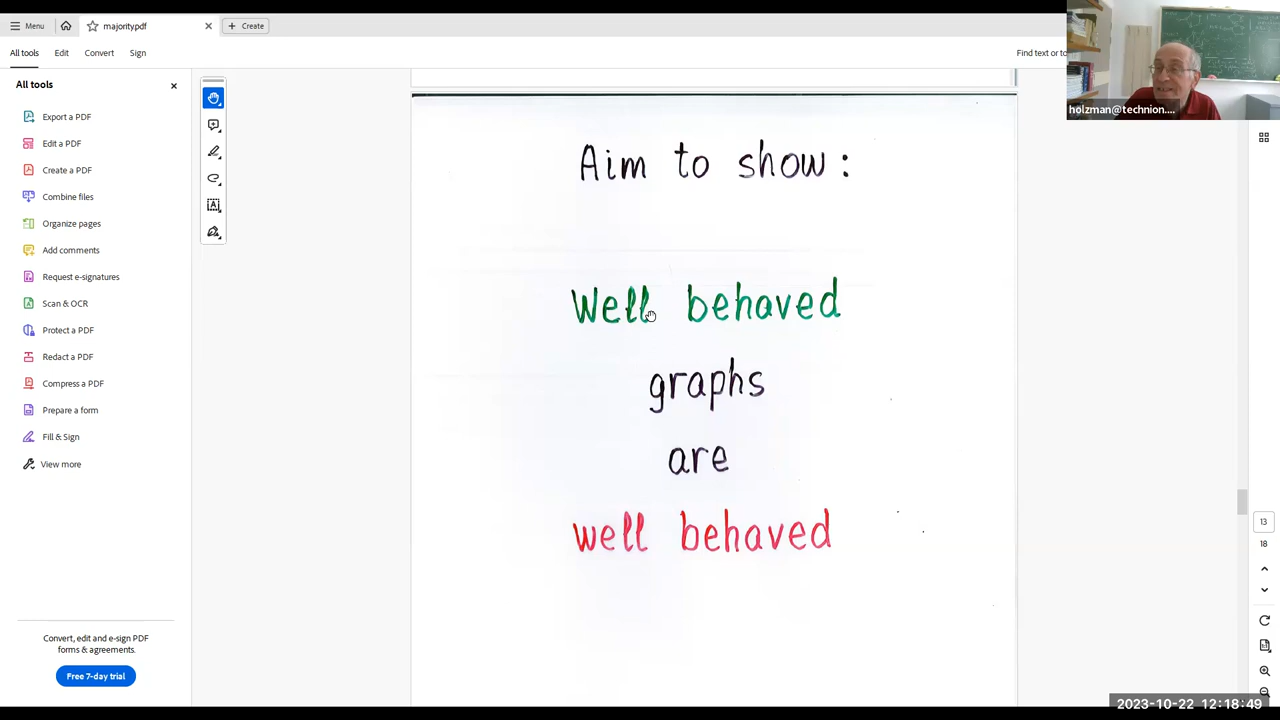 Menu
majority.pdf
Create
All tools
Edit
Convert
Sign
Find text or to
All tools
Export a PDF
Edit a PDF
Create a PDF
Combine files
Organize pages
Add comments
Request e-signatures
Scan & OCR
Protect a PDF
Redact a PDF
Compress a PDF
Prepare a form
Fill & Sign
View more
Convert, edit and e-sign PDF
forms & agreements.
Free 7-day trial
Aim to show:
Well behaved
graphs
are
well behaved
holzman@technion....
13
18
2023-10-22 12:18:49